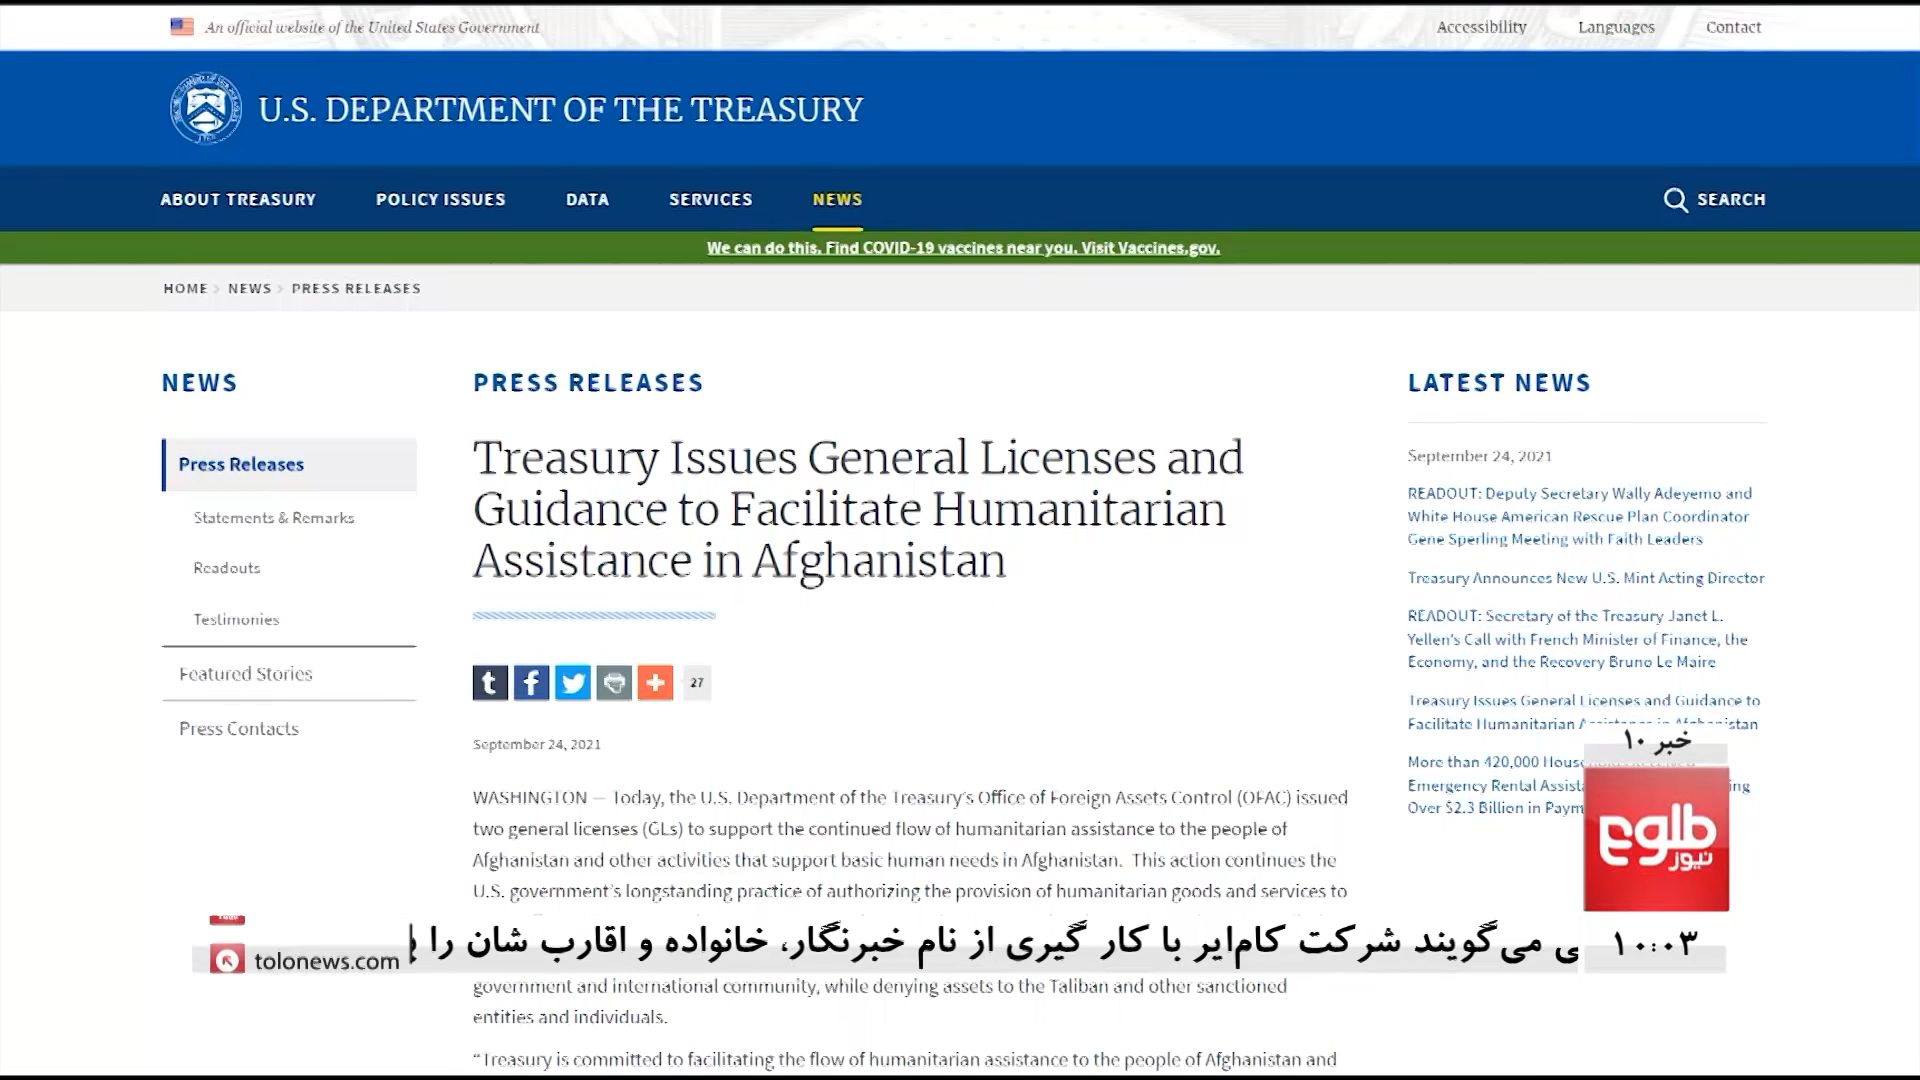 An official website of the United States Government
Accessibility
Languages
Contact
U.S. DEPARTMENT OF THE TREASURY
ABOUT TREASURY
POLICY ISSUES
DATA
SERVICES
NEWS
SEARCH
We can do this. Find COVID-19 vaccines near you. Visit Vaccines.gov.
HOME > NEWS > PRESS RELEASES
NEWS
Press Releases
Statements & Remarks
Readouts
Testimonies
Featured Stories
Press Contacts
PRESS RELEASES
Treasury Issues General Licenses and
Guidance to Facilitate Humanitarian
Assistance in Afghanistan
27
September 24, 2021
WASHINGTON — Today, the U.S. Department of the Treasury's Office of Foreign Assets Control (OFAC) issued
two general licenses (GLs) to support the continued flow of humanitarian assistance to the people of
Afghanistan and other activities that support basic human needs in Afghanistan. This action continues the
U.S. government's longstanding practice of authorizing the provision of humanitarian goods and services to
government and international community, while denying assets to the Taliban and other sanctioned
entities and individuals.
“Treasury is committed to facilitating the flow of humanitarian assistance to the people of Afghanistan and
LATEST NEWS
September 24, 2021
READOUT: Deputy Secretary Wally Adeyemo and
White House American Rescue Plan Coordinator
Gene Sperling Meeting with Faith Leaders
Treasury Announces New U.S. Mint Acting Director
READOUT: Secretary of the Treasury Janet L.
Yellen's Call with French Minister of Finance, the
Economy, and the Recovery Bruno Le Maire
Treasury Issues General Licenses and Guidance to
Facilitate Humanitarian Assistance in Afghanistan
More than 420,000
Emergency Rental
Over $2.3 Billion in
خبر ۱۰
طلوع
نیوز
می‌گویند شرکت کام‌ایر با کار گیری از نام خبرنگار، خانواده و اقارب شان را
۱۰:۰۳
tolonews.com